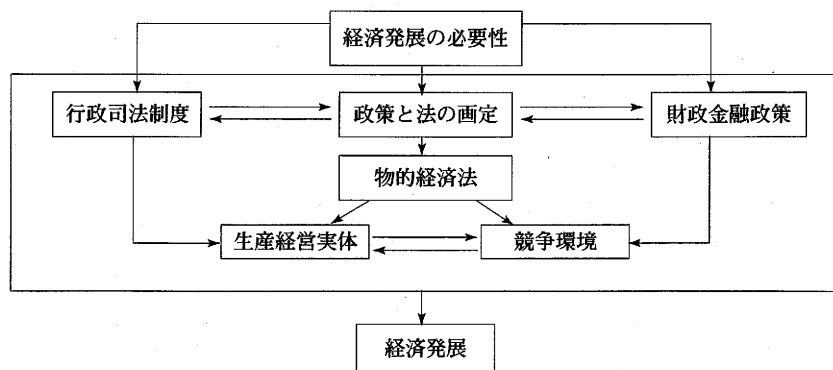 経済発展の必要性
行政司法制度
政策と法の画定
財政金融政策
物的経済法
生産経営実体
競争環境
経済発展